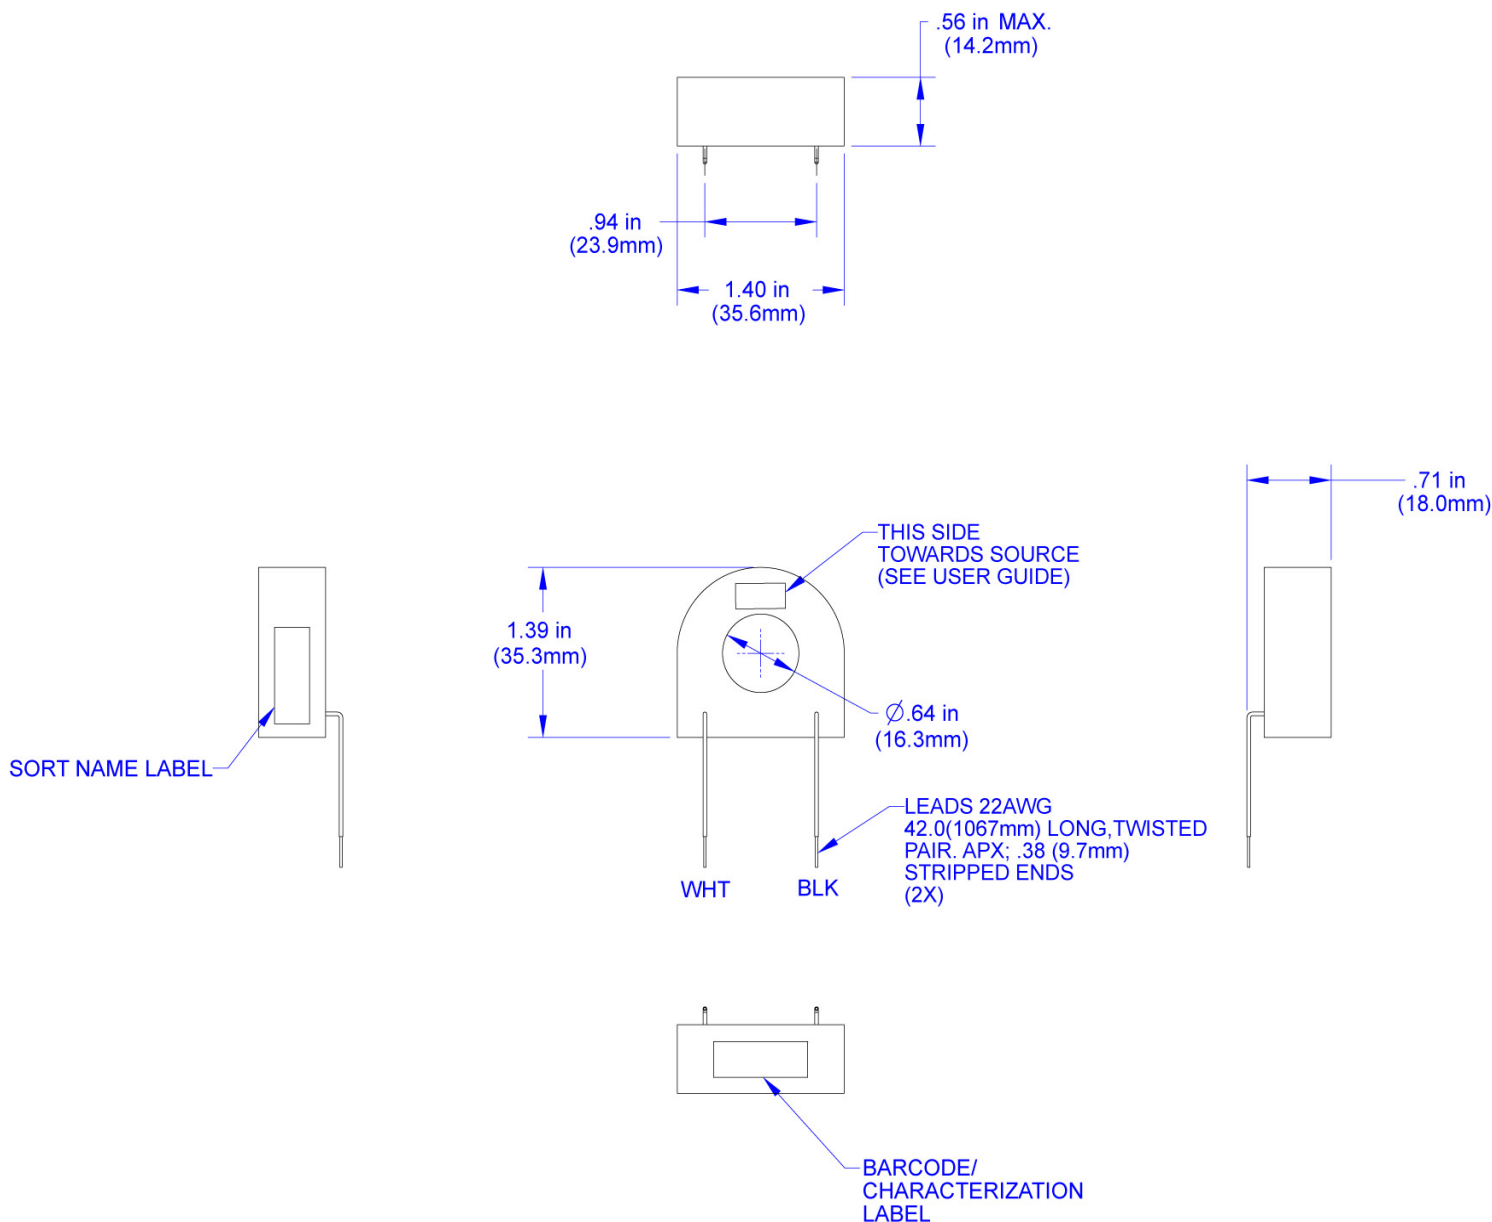 .56 in MAX.
(14.2mm)
.94 in
(23.9mm)
1.40 in
(35.6mm)
.71 in
(18.0mm)
THIS SIDE
TOWARDS SOURCE
(SEE USER GUIDE)
1.39 in
(35.3mm)
Ø.64 in
(16.3mm)
SORT NAME LABEL
LEADS 22AWG
42.0(1067mm) LONG,TWISTED
PAIR. APX; .38 (9.7mm)
STRIPPED ENDS
(2X)
WHT
BLK
BARCODE/
CHARACTERIZATION
LABEL